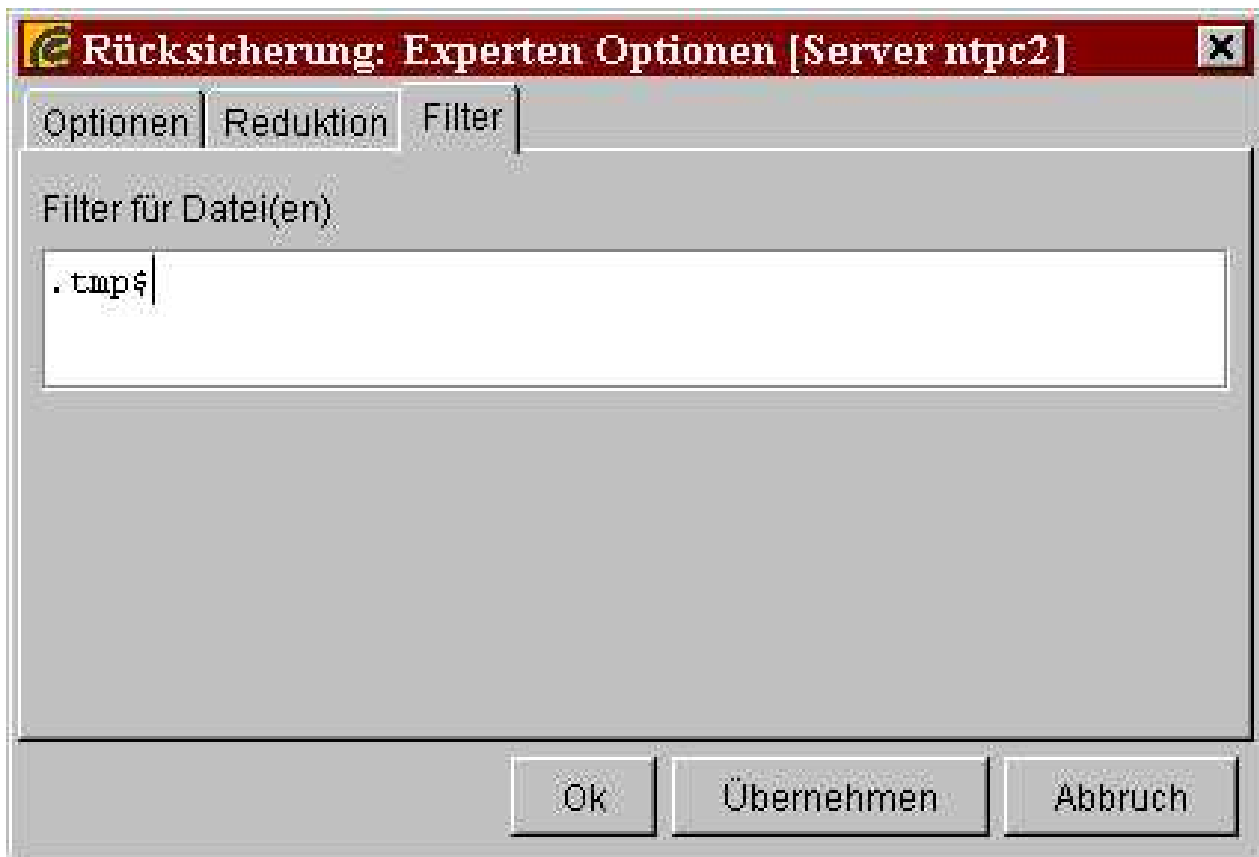 Rücksicherung: Experten Optionen [Server ntpc2]
Optionen Reduktion Filter
Filter für Datei(en)
.tmp$
Ok Übernehmen Abbruch